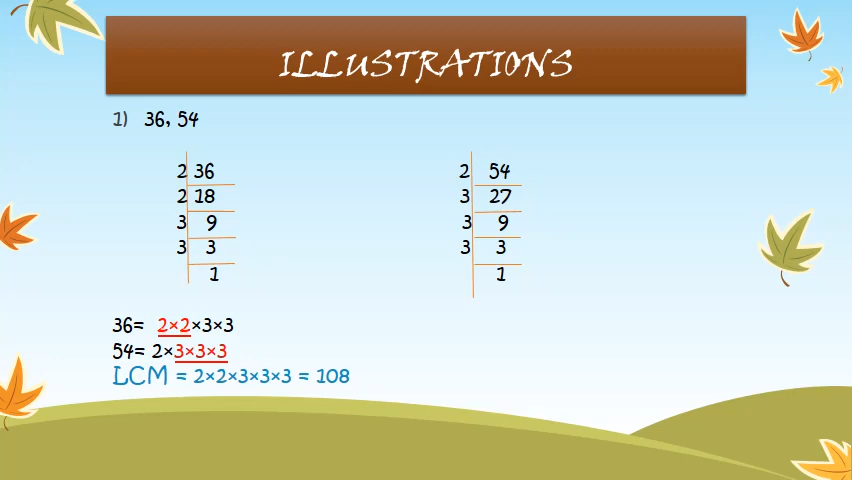 ILLUSTRATIONS
1) 36, 54
2 36 2 54
2 18 3 27
3 9 3 9
3 3 3 3
1 1
36= 2×2×3×3
54= 2×3×3×3
LCM = 2×2×3×3×3 = 108